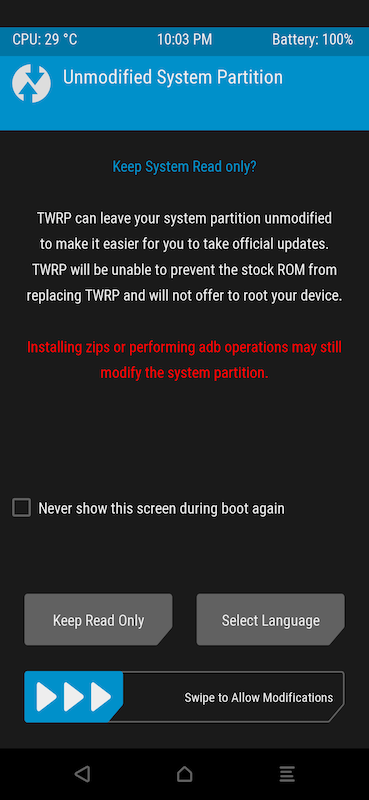 CPU: 29 °C 10:03 PM Battery: 100%
Unmodified System Partition
Keep System Read only?
TWRP can leave your system partition unmodified
to make it easier for you to take official updates.
TWRP will be unable to prevent the stock ROM from
replacing TWRP and will not offer to root your device.
Installing zips or performing adb operations may still
modify the system partition.
Never show this screen during boot again
Keep Read Only Select Language
Swipe to Allow Modifications